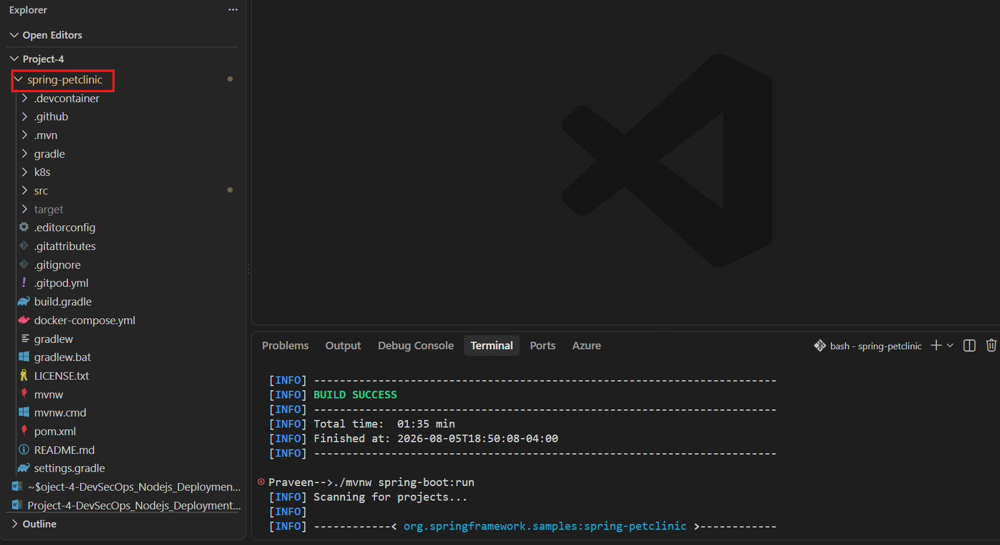 Explorer
Open Editors
Project-4
spring-petclinic
.devcontainer
.github
.mvn
gradle
k8s
src
target
.editorconfig
.gitattributes
.gitignore
.gitpod.yml
build.gradle
docker-compose.yml
gradlew
gradlew.bat
LICENSE.txt
mvnw
mvnw.cmd
pom.xml
README.md
settings.gradle
~$oject-4-DevSecOps_Nodejs_Deploymen...
Project-4-DevSecOps_Nodejs_Deployment...
Outline
Problems Output Debug Console Terminal Ports Azure bash - spring-petclinic
[INFO] ------------------------------------------------------------------------
[INFO] BUILD SUCCESS
[INFO] ------------------------------------------------------------------------
[INFO] Total time:  01:35 min
[INFO] Finished at: 2026-08-05T18:50:08-04:00
[INFO] ------------------------------------------------------------------------
Praveen-->./mvnw spring-boot:run
[INFO] Scanning for projects...
[INFO]
[INFO] ------------< org.springframework.samples:spring-petclinic >------------